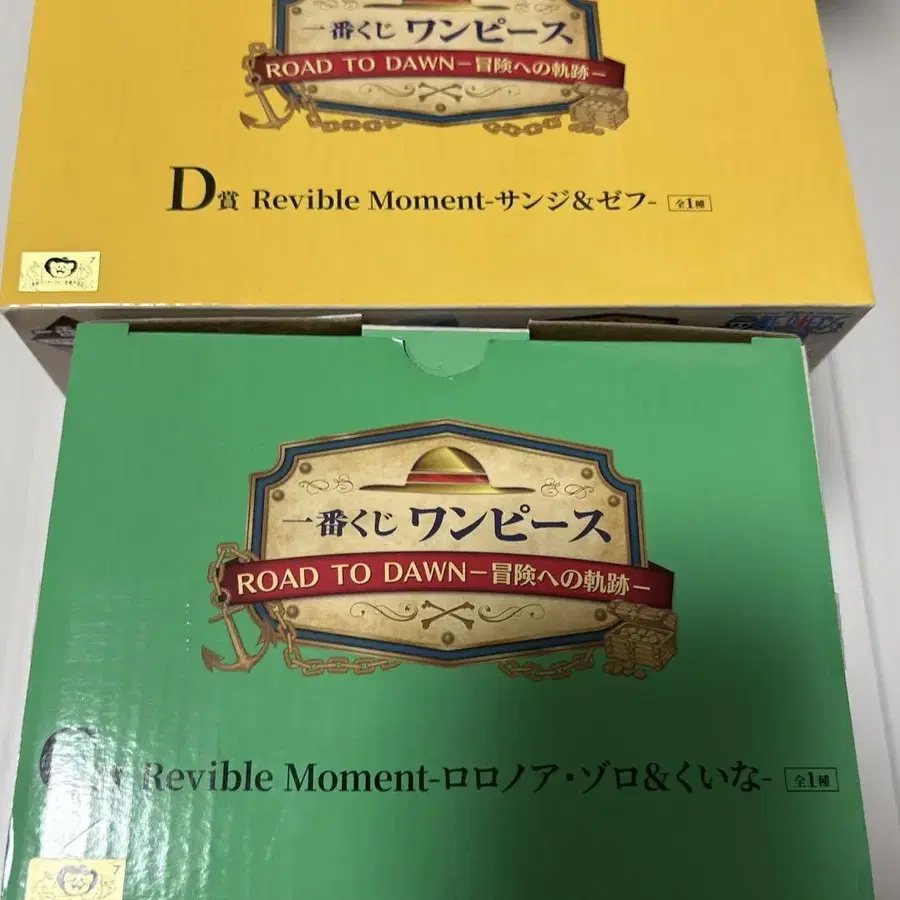 一番くじ ワンピース
ROAD TO DAWN－冒険への軌跡－
D賞 Revible Moment-サンジ&ゼフ- 全1種
一番くじ ワンピース
ROAD TO DAWN－冒険への軌跡－
C賞 Revible Moment-ロロノア・ゾロ&くいな- 全1種